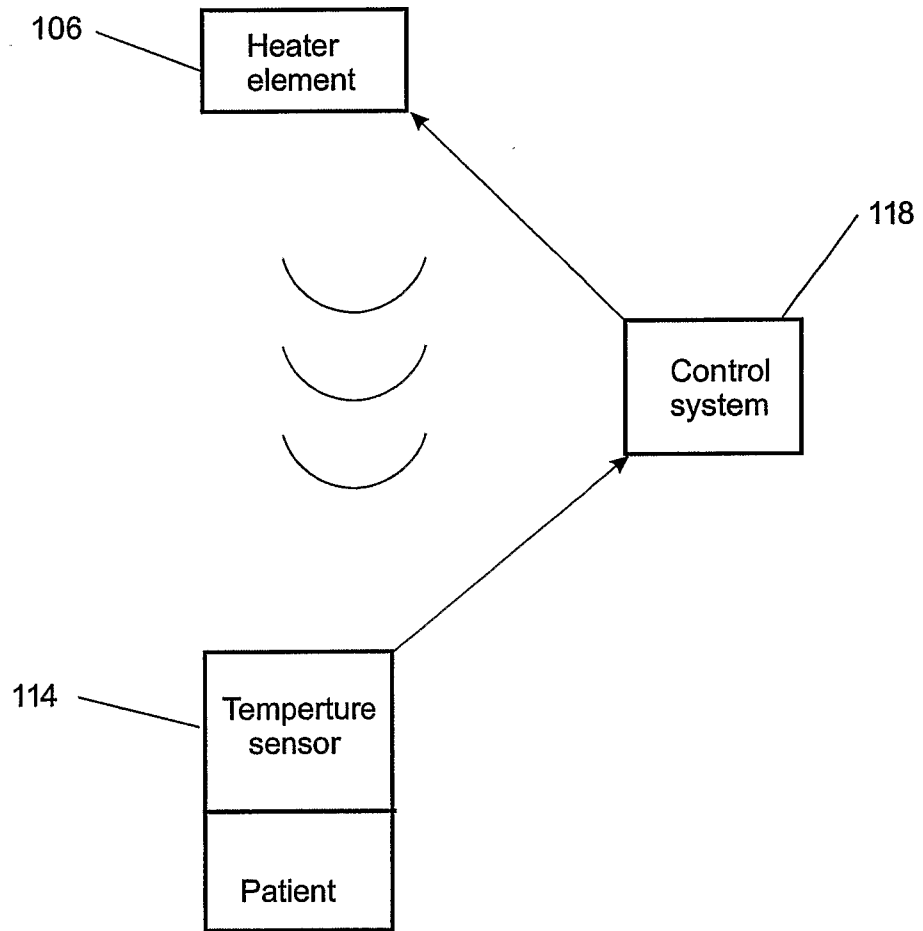 106
Heater
element
118
Control
system
114
Temperture
sensor
Patient